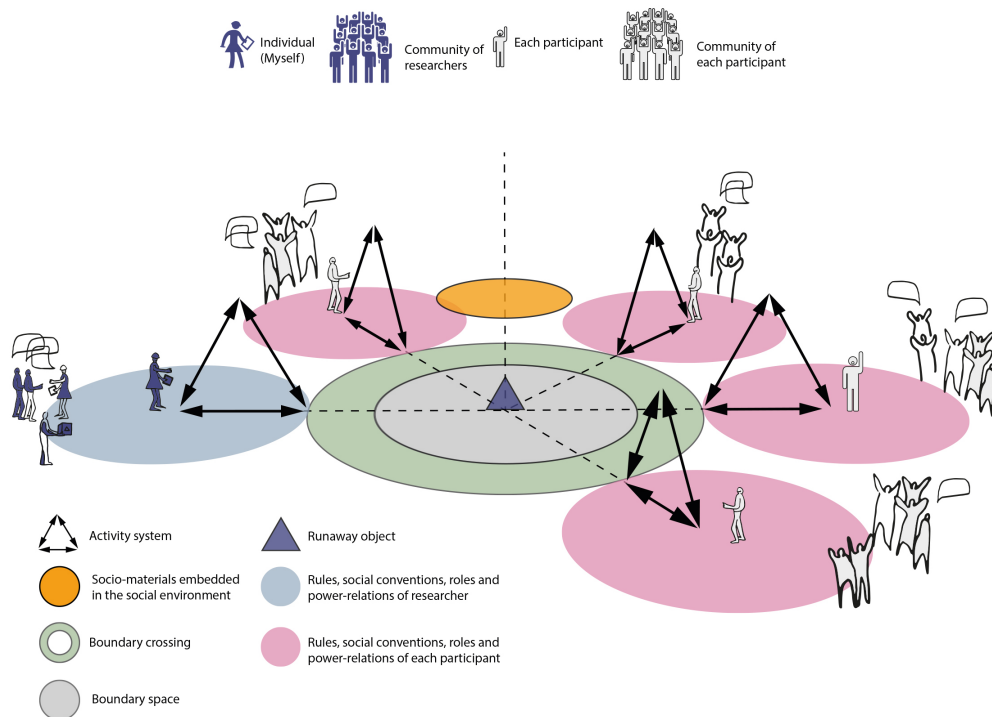 Individual
(Myself)
Community of
researchers
Each participant
Community of
each participant
Activity system
Runaway object
Socio-materials embedded
in the social environment
Rules, social conventions, roles and
power-relations of researcher
Boundary crossing
Rules, social conventions, roles and
power-relations of each participant
Boundary space